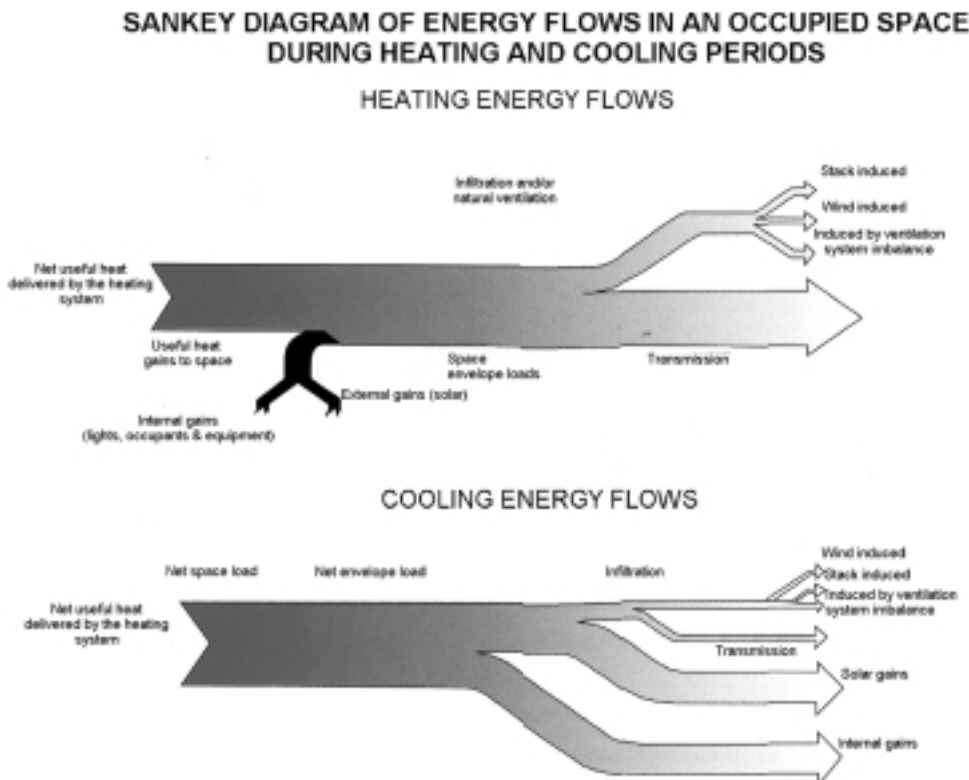 SANKEY DIAGRAM OF ENERGY FLOWS IN AN OCCUPIED SPACE
DURING HEATING AND COOLING PERIODS
HEATING ENERGY FLOWS
Stack induced
Infiltration and/or
natural ventilation
Wind induced
Induced by ventilation
system imbalance
Net useful heat
delivered by the heating
system
Useful heat
gains to space
Space
envelope loads
Transmission
External gains (solar)
Internal gains
(lights, occupants & equipment)
COOLING ENERGY FLOWS
Wind induced
Net space load
Net envelope load
Infiltration
Stack induced
Induced by ventilation
system imbalance
Net useful heat
delivered by the heating
system
Transmission
Solar gains
Internal gains